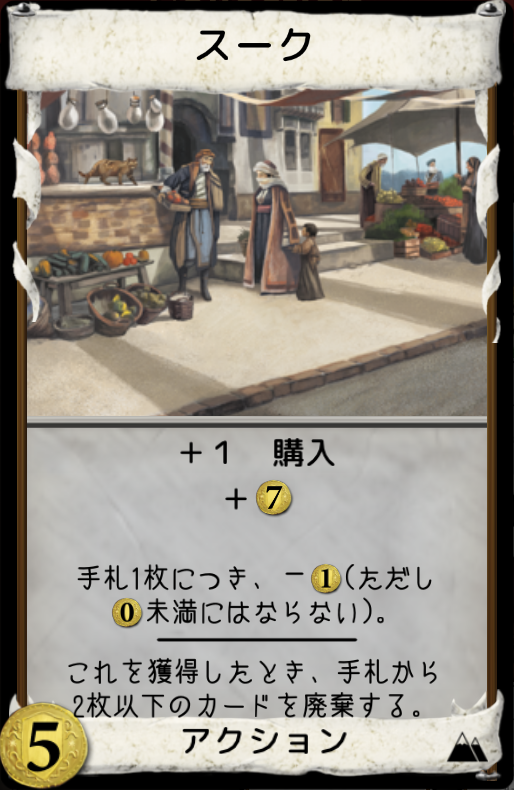 スーク
＋１　購入
＋7
手札1枚につき、－1(ただし
0未満にはならない)。
これを獲得したとき、手札から
2枚以下のカードを廃棄する。
5
アクション